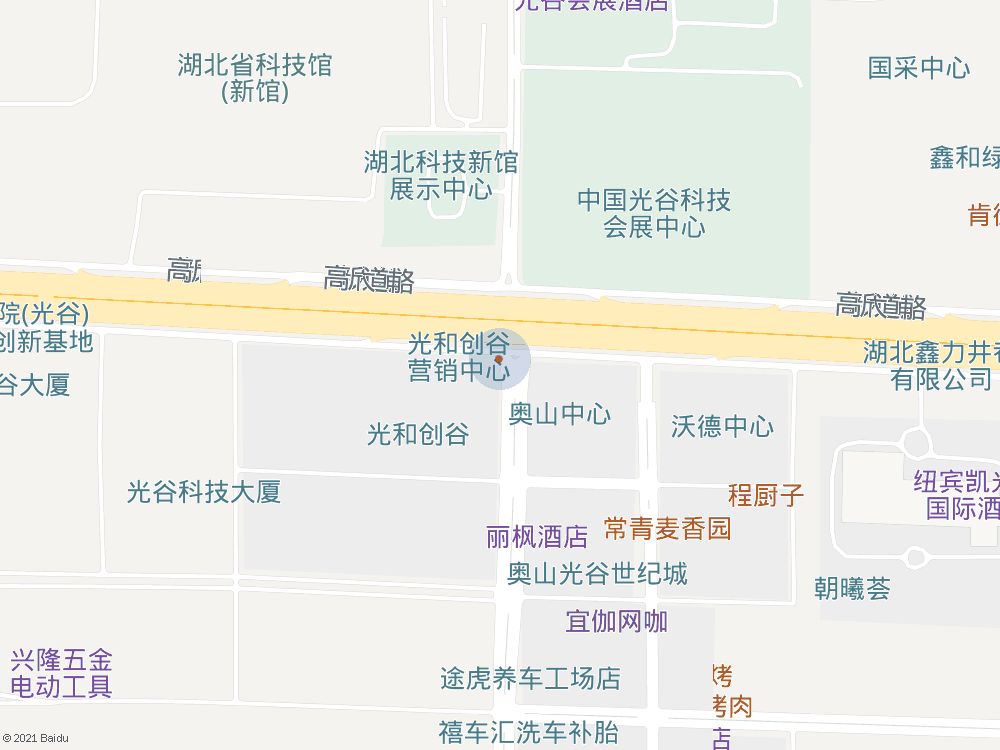 光谷会展酒店
湖北省科技馆
(新馆)
国采中心
湖北科技新馆
展示中心
鑫和绿
中国光谷科技
会展中心
肯德
高
高新大道辅路
高新大道辅路
院(光谷)
创新基地
谷大厦
光和创谷
营销中心
湖北鑫力井巷
有限公司
奥山中心
光和创谷
沃德中心
光谷科技大厦
程厨子
纽宾凯光
国际酒
丽枫酒店
常青麦香园
奥山光谷世纪城
朝曦荟
宜伽网咖
兴隆五金
电动工具
途虎养车工场店
烤
烤肉
店
禧车汇洗车补胎
© 2021 Baidu